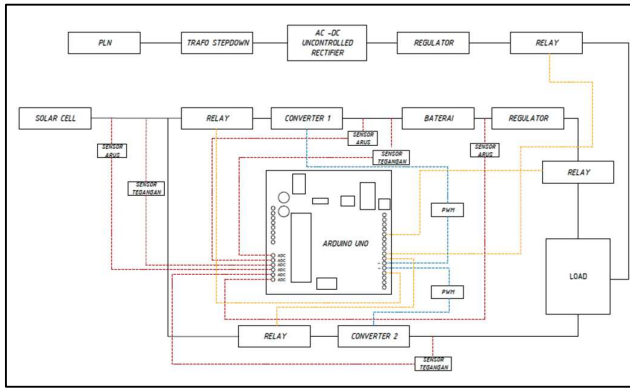 PLN
TRAFO STEPDOWN
AC -DC
UNCONTROLLED
RECTIFIER
REGULATOR
RELAY
SOLAR CELL
RELAY
CONVERTER 1
BATERAI
REGULATOR
SENSOR
ARUS
SENSOR
ARUS
SENSOR
ARUS
SENSOR
TEGANGAN
SENSOR
TEGANGAN
RELAY
PWM
ARDUINO UNO
ADC
ADC
ADC
ADC
ADC
ADC
LOAD
PWM
RELAY
CONVERTER 2
SENSOR
TEGANGAN